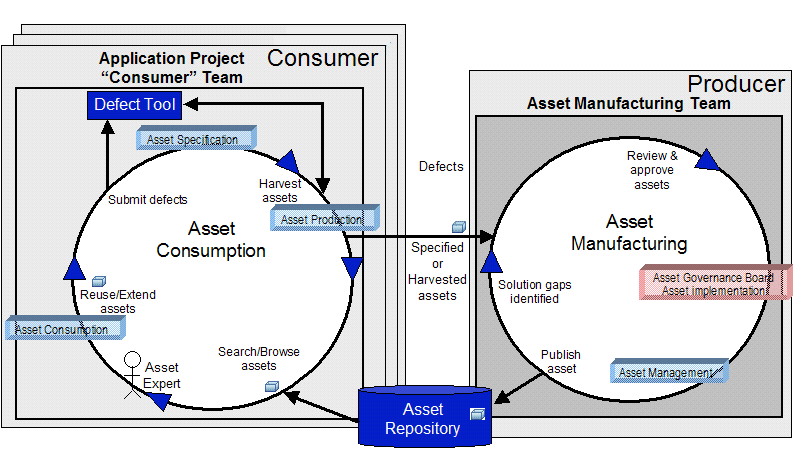 Consumer
Application Project
“Consumer” Team
Defect Tool
Asset Specification
Harvest
assets
Submit defects
Asset Production
Asset
Consumption
Reuse/Extend
assets
Asset Consumption
Search/Browse
assets
Asset
Expert
Defects
Specified
or
Harvested
assets
Asset
Repository
Producer
Asset Manufacturing Team
Review &
approve
assets
Asset
Manufacturing
Solution gaps
identified
Asset Governance Board
Asset implementation
Publish
asset
Asset Management